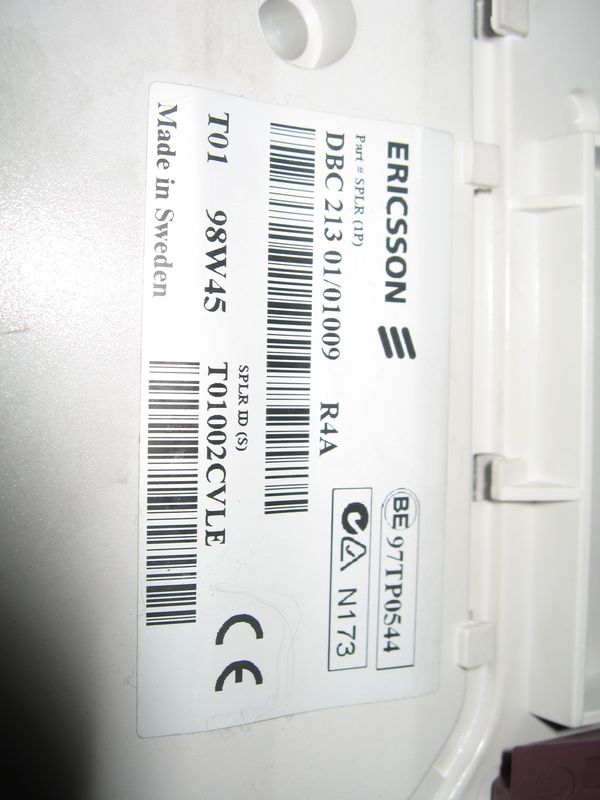 ERICSSON
Part # SPLR (1P)
DBC 213 01/01009 R4A
BE 97TP0544
N173
T01 98W45
SPLR ID (S)
T01002CVLE
Made in Sweden
CE